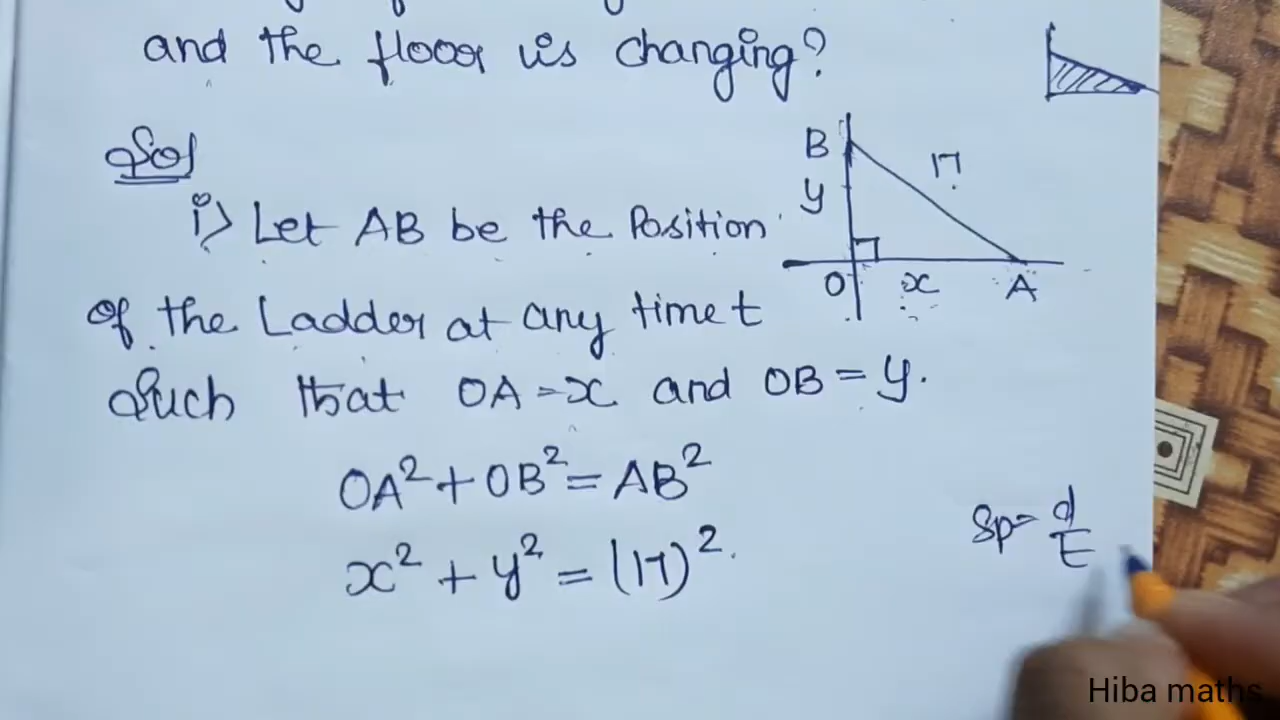 and the floor is changing?
Sol
i) Let AB be the Position
of the Ladder at any time t
Such that OA = x and OB = y.
OA² + OB² = AB²
x² + y² = (17)².
B
y
17
O
x
A
Sp = d/t
Hiba maths